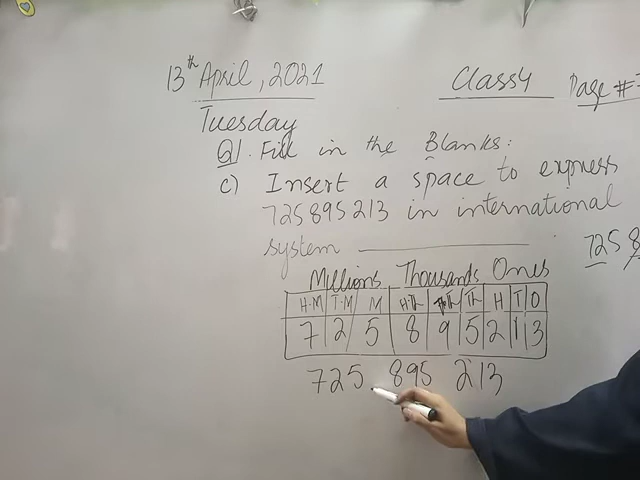 13th April, 2021 Class4 Page #
Tuesday
Q1. Fill in the Blanks:
c) Insert a space to express
725895213 in international
system
725 8
Millions Thousands Ones
H-M T-M M H-Th T-Th Th H T O
7 2 5 8 9 5 2 1 3
725 895 213